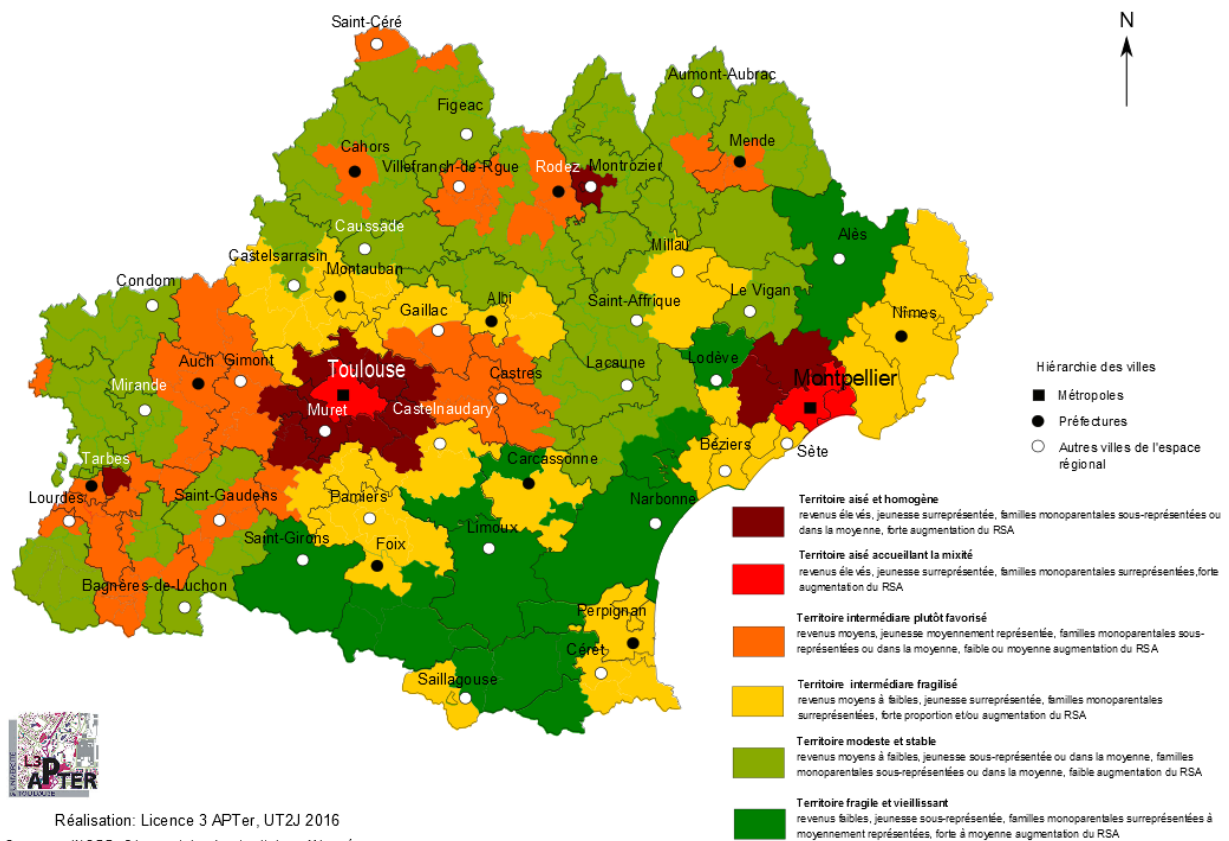 Saint-Céré
N
Aumont-Aubrac
Figeac
Cahors
Mende
Villefranch-de-Rgue
Rodez
Montrozier
Caussade
Alès
Castelsarrasin
Millau
Condom
Montauban
Le Vigan
Saint-Affrique
Gaillac
Albi
Nîmes
Auch
Gimont
Lodève
Toulouse
Lacaune
Mirande
Castres
Montpellier
Muret
Castelnaudary
Béziers
Sète
Tarbes
Carcassonne
Lourdes
Saint-Gaudens
Pamiers
Narbonne
Limoux
Saint-Girons
Foix
Bagnères-de-Luchon
Perpignan
Céret
Saillagouse
Hiérarchie des villes
Métropoles
Préfectures
Autres villes de l'espace
régional
Territoire aisé et homogène
revenus élevés, jeunesse surreprésentée, familles monoparentales sous-représentées ou
dans la moyenne, forte augmentation du RSA
Territoire aisé accueillant la mixité
revenus élevés, jeunesse surreprésentée, familles monoparentales surreprésentées,forte
augmentation du RSA
Territoire intermédiare plutôt favorisé
revenus moyens, jeunesse moyennement représentée, familles monoparentales sous-
représentées ou dans la moyenne, faible ou moyenne augmentation du RSA
Territoire intermédiare fragilisé
revenus moyens à faibles, jeunesse surreprésentée, familles monoparentales
surreprésentées, forte proportion et/ou augmentation du RSA
Territoire modeste et stable
revenus moyens à faibles, jeunesse sous-représentée ou dans la moyenne, familles
monoparentales sous-représentées ou dans la moyenne, faible augmentation du RSA
Territoire fragile et vieillissant
revenus faibles, jeunesse sous-représentée, familles monoparentales surreprésentées à
moyennement représentées, forte à moyenne augmentation du RSA
L3
APTER
Réalisation: Licence 3 APTer, UT2J 2016